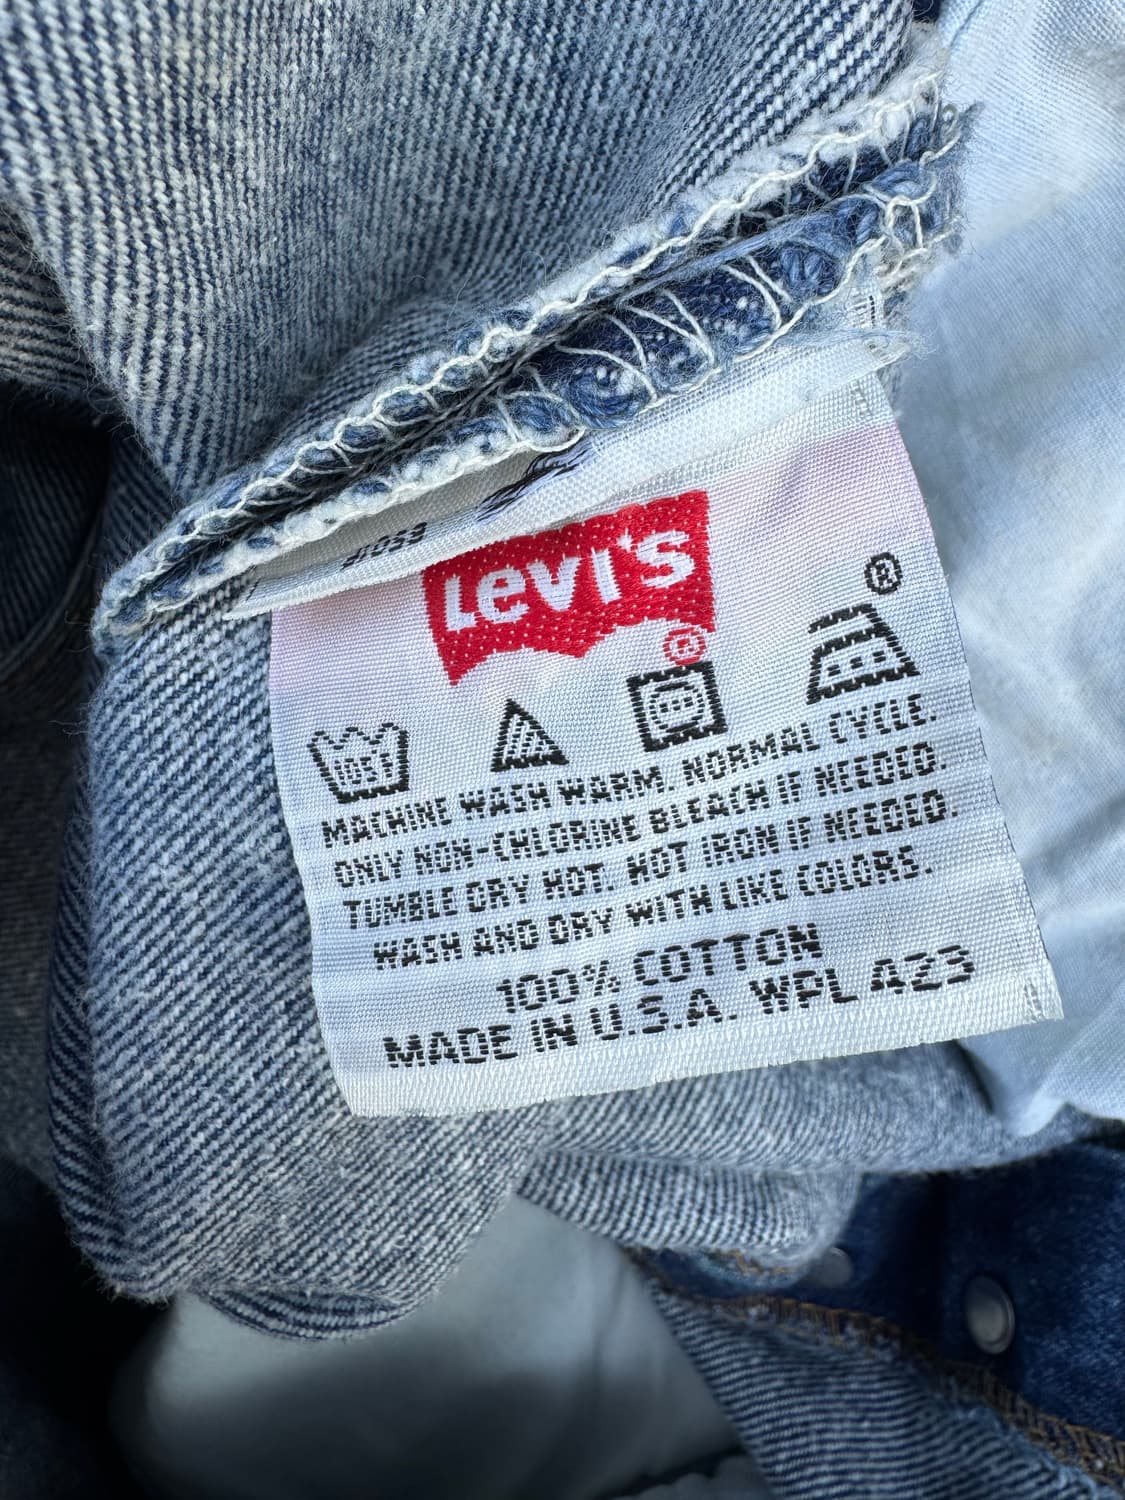 Levi's
®
®
105°
MACHINE WASH WARM. NORMAL CYCLE.
ONLY NON-CHLORINE BLEACH IF NEEDED.
TUMBLE DRY HOT. HOT IRON IF NEEDED.
WASH AND DRY WITH LIKE COLORS.
100% COTTON
MADE IN U.S.A. WPL A23